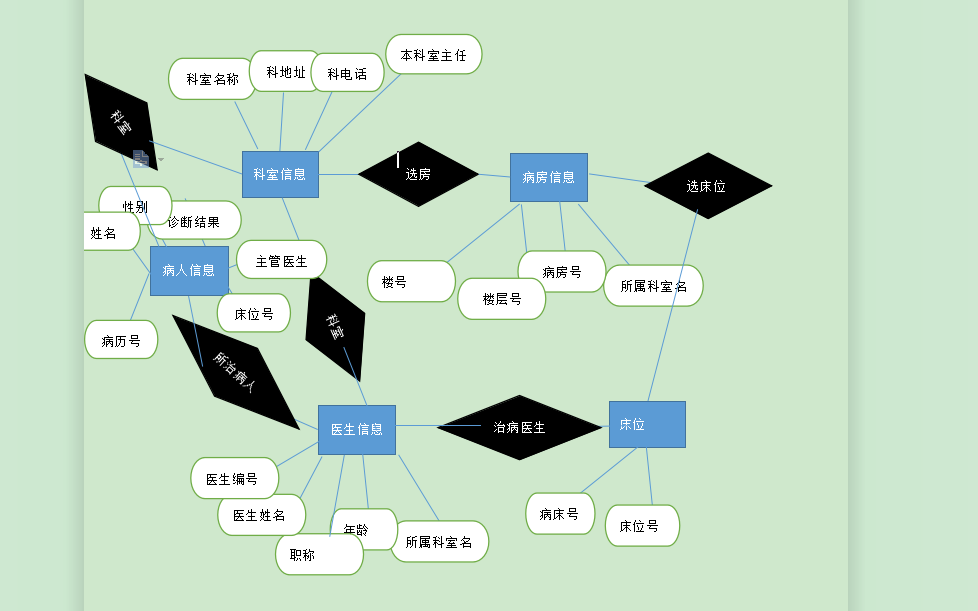 本科室主任
科室名称
科地址
科电话
科室
科室信息
选房
病房信息
选床位
性别
诊断结果
姓名
主管医生
病人信息
楼号
楼层号
病房号
所属科室名
床位号
病历号
科室
所治病人
医生信息
治病医生
床位
医生编号
医生姓名
年龄
职称
所属科室名
病床号
床位号